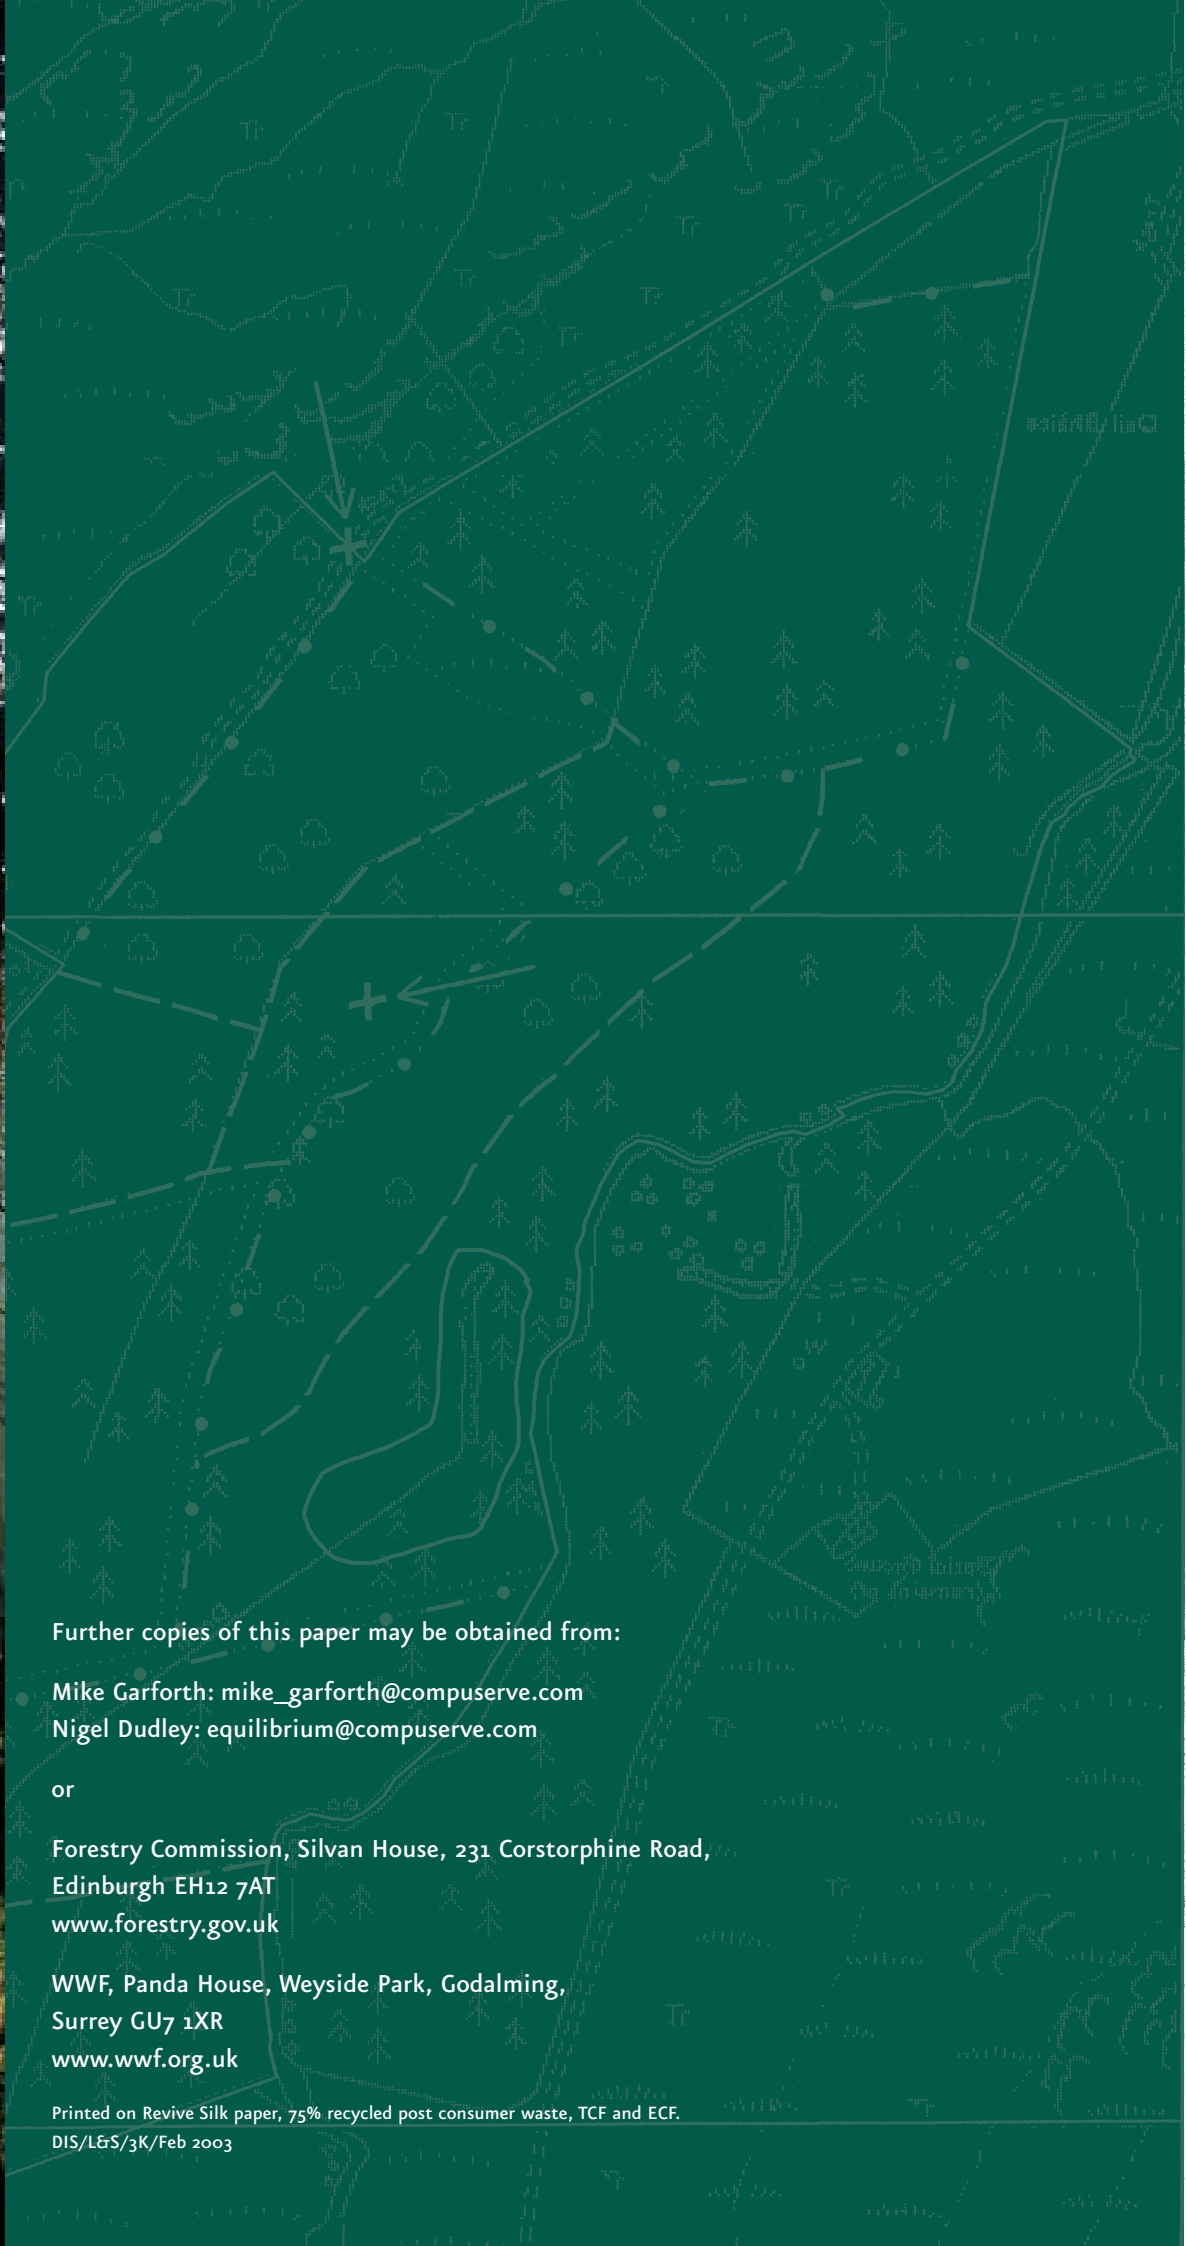 Further copies of this paper may be obtained from:
Mike Garforth: mike_garforth@compuserve.com
Nigel Dudley: equilibrium@compuserve.com
or
Forestry Commission, Silvan House, 231 Corstorphine Road,
Edinburgh EH12 7AT
www.forestry.gov.uk
WWF, Panda House, Weyside Park, Godalming,
Surrey GU7 1XR
www.wwf.org.uk
Printed on Revive Silk paper, 75% recycled post consumer waste, TCF and ECF.
DIS/L&S/3K/Feb 2003